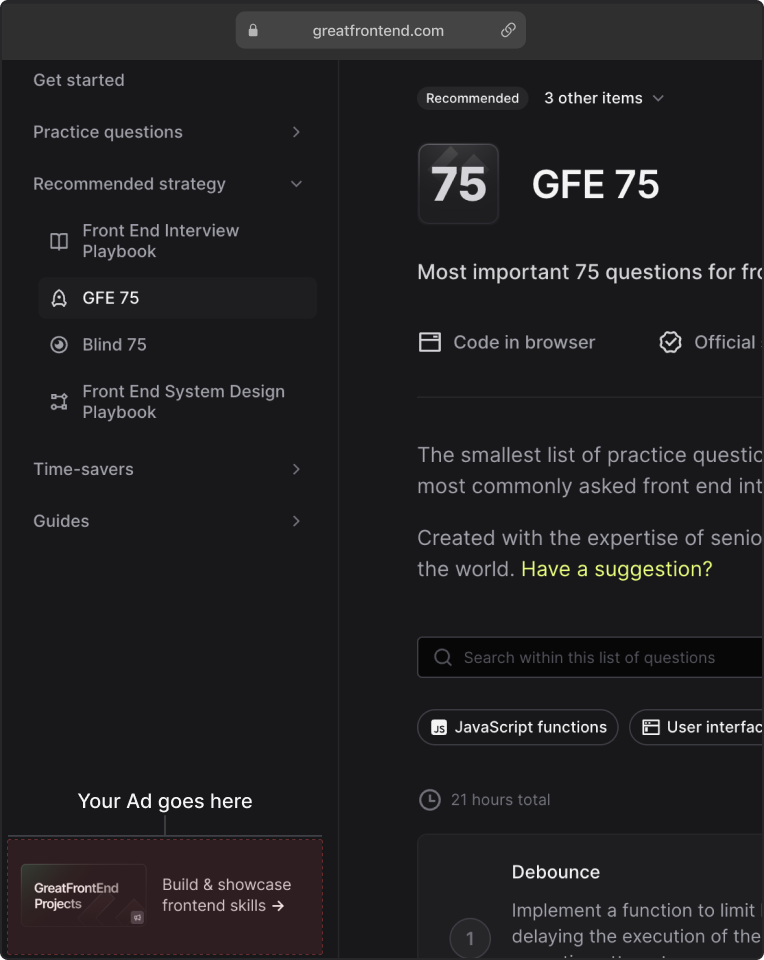 greatfrontend.com
Get started
Practice questions
Recommended strategy
Front End Interview
Playbook
GFE 75
Blind 75
Front End System Design
Playbook
Time-savers
Guides
Your Ad goes here
GreatFrontEnd
Projects
Build & showcase
frontend skills →
Recommended
3 other items
75
GFE 75
Most important 75 questions for fro
Code in browser
Official
The smallest list of practice questio
most commonly asked front end int
Created with the expertise of senio
the world. Have a suggestion?
Search within this list of questions
JS JavaScript functions
User interfac
21 hours total
Debounce
1
Implement a function to limit
delaying the execution of the